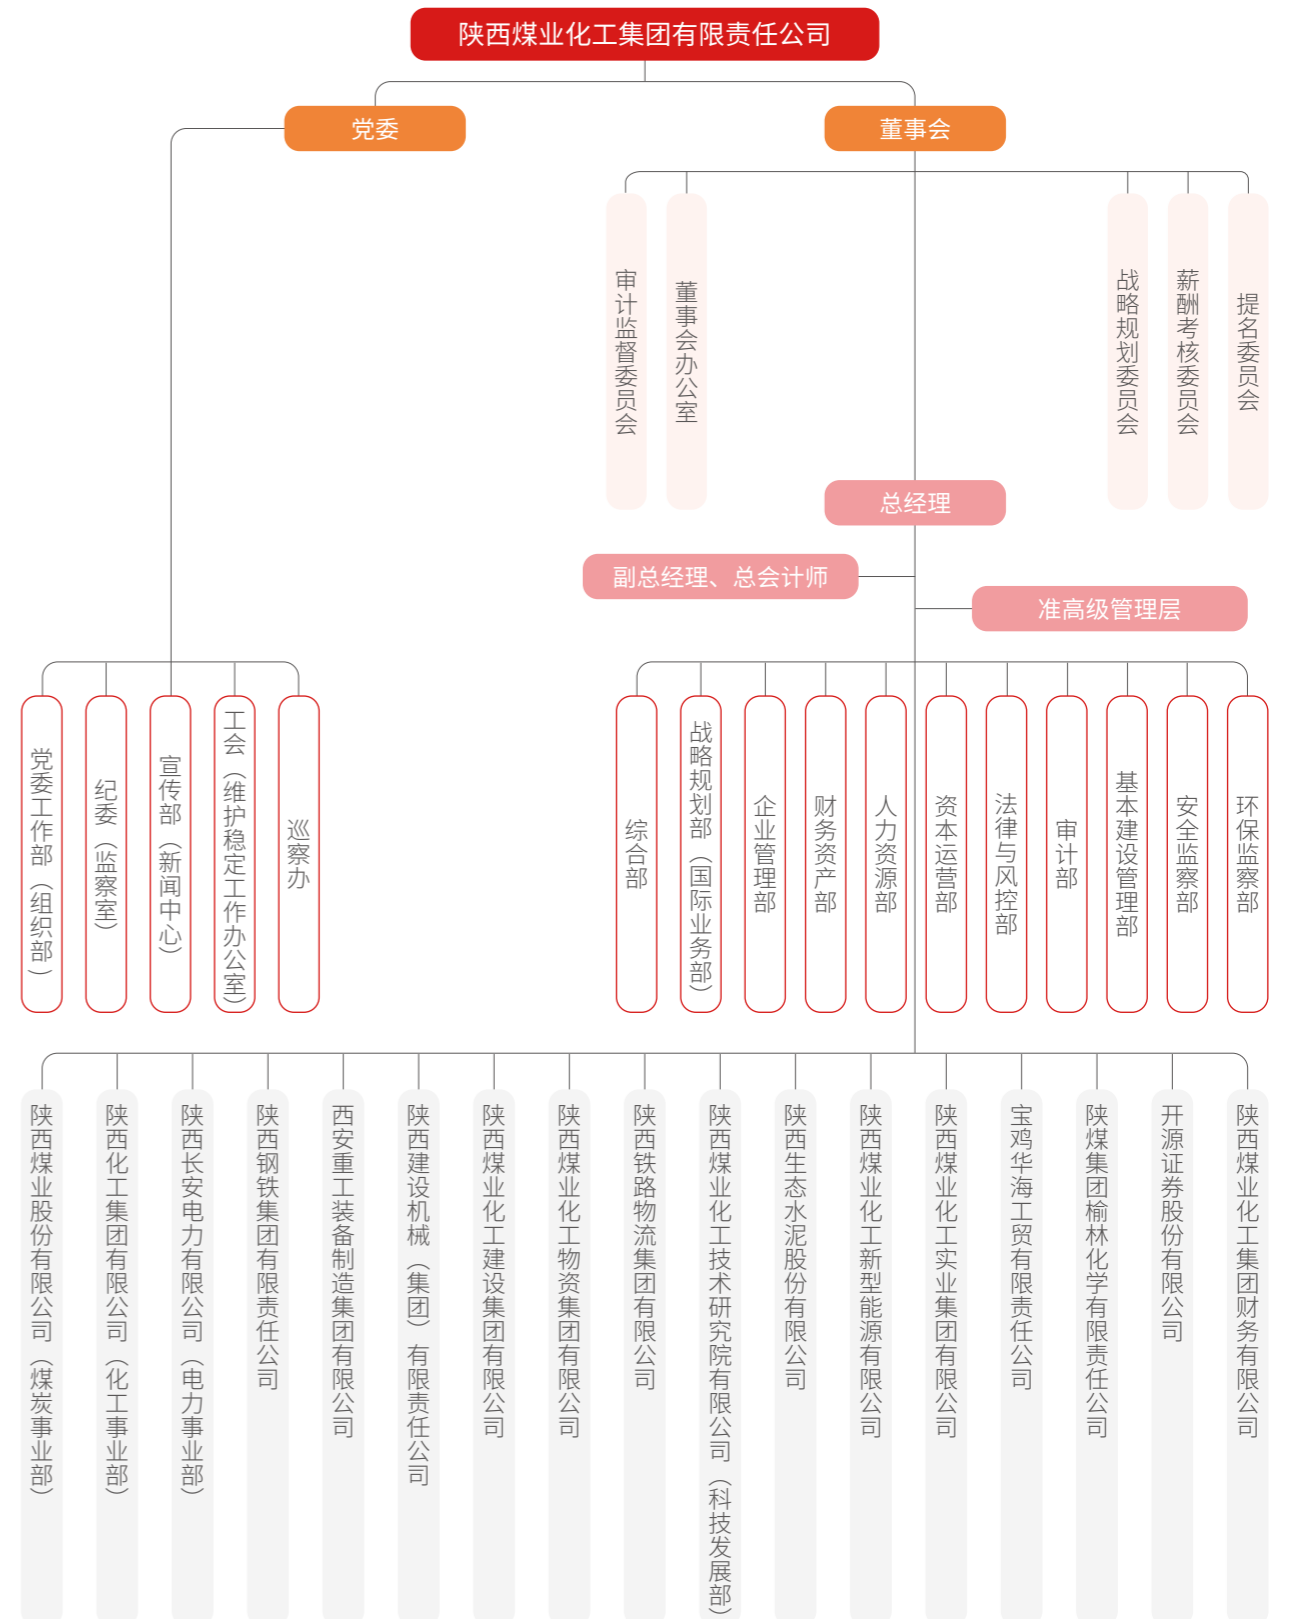 陕西煤业化工集团有限责任公司
党委
董事会
审计监督委员会
董事会办公室
战略规划委员会
薪酬考核委员会
提名委员会
总经理
副总经理、总会计师
准高级管理层
党委工作部（组织部）
纪委（监察室）
宣传部（新闻中心）
工会（维护稳定工作办公室）
巡察办
综合部
战略规划部（国际业务部）
企业管理部
财务资产部
人力资源部
资本运营部
法律与风控部
审计部
基本建设管理部
安全监察部
环保监察部
陕西煤业股份有限公司（煤炭事业部）
陕西化工集团有限公司（化工事业部）
陕西长安电力有限公司（电力事业部）
陕西钢铁集团有限责任公司
西安重工装备制造集团有限公司
陕西建设机械（集团）有限责任公司
陕西煤业化工建设集团有限公司
陕西煤业化工物资集团有限公司
陕西铁路物流集团有限公司
陕西煤业化工技术研究院有限公司（科技发展部）
陕西生态水泥股份有限公司
陕西煤业化工新型能源有限公司
陕西煤业化工实业集团有限公司
宝鸡华海工贸有限责任公司
陕煤集团榆林化学有限责任公司
开源证券股份有限公司
陕西煤业化工集团财务有限公司